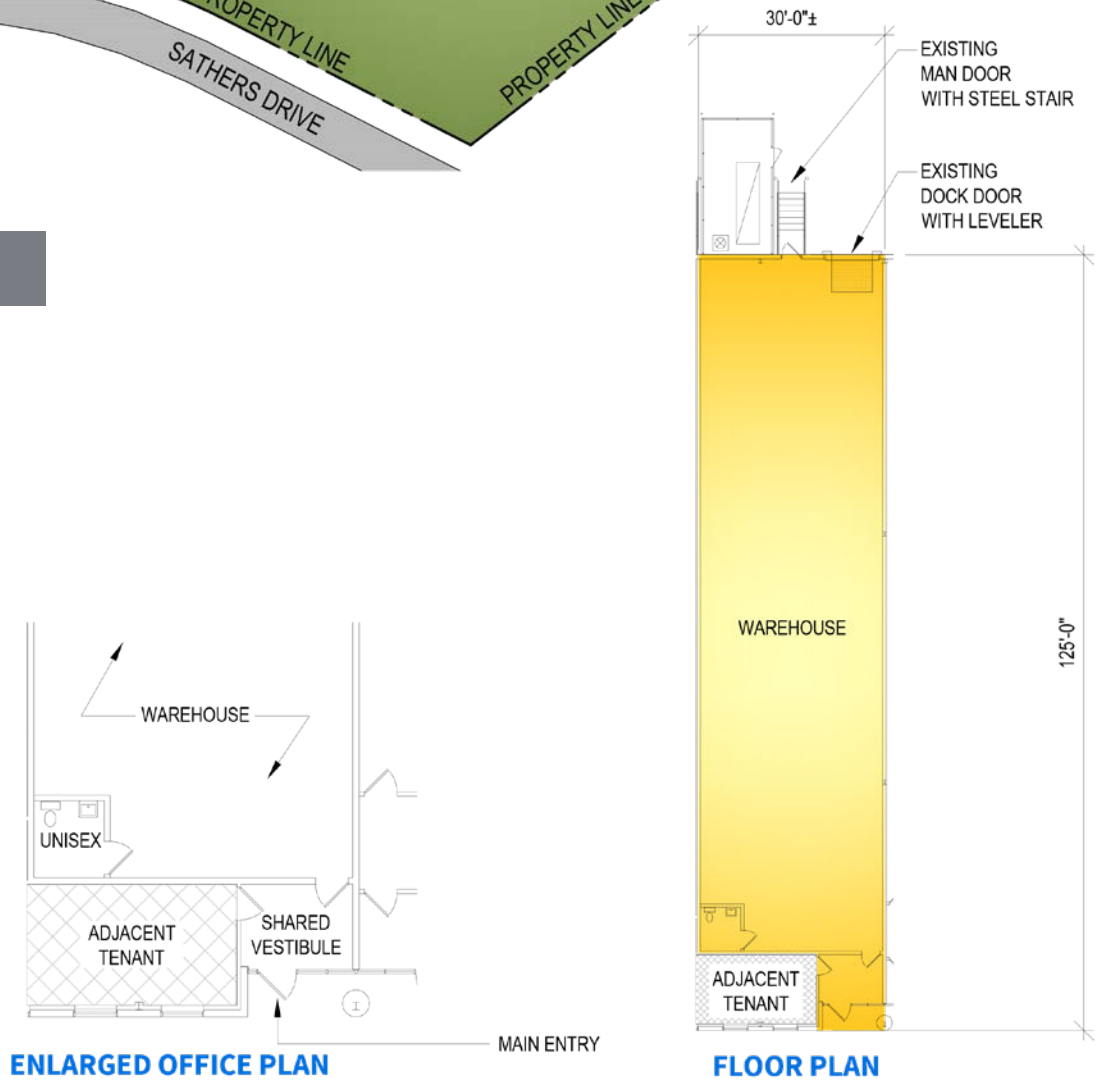 PROPERTY LINE
SATHERS DRIVE
PROPERTY LINE
30'-0"±
EXISTING
MAN DOOR
WITH STEEL STAIR
EXISTING
DOCK DOOR
WITH LEVELER
WAREHOUSE
125'-0"
ADJACENT
TENANT
FLOOR PLAN
WAREHOUSE
UNISEX
ADJACENT
TENANT
SHARED
VESTIBULE
I
MAIN ENTRY
ENLARGED OFFICE PLAN